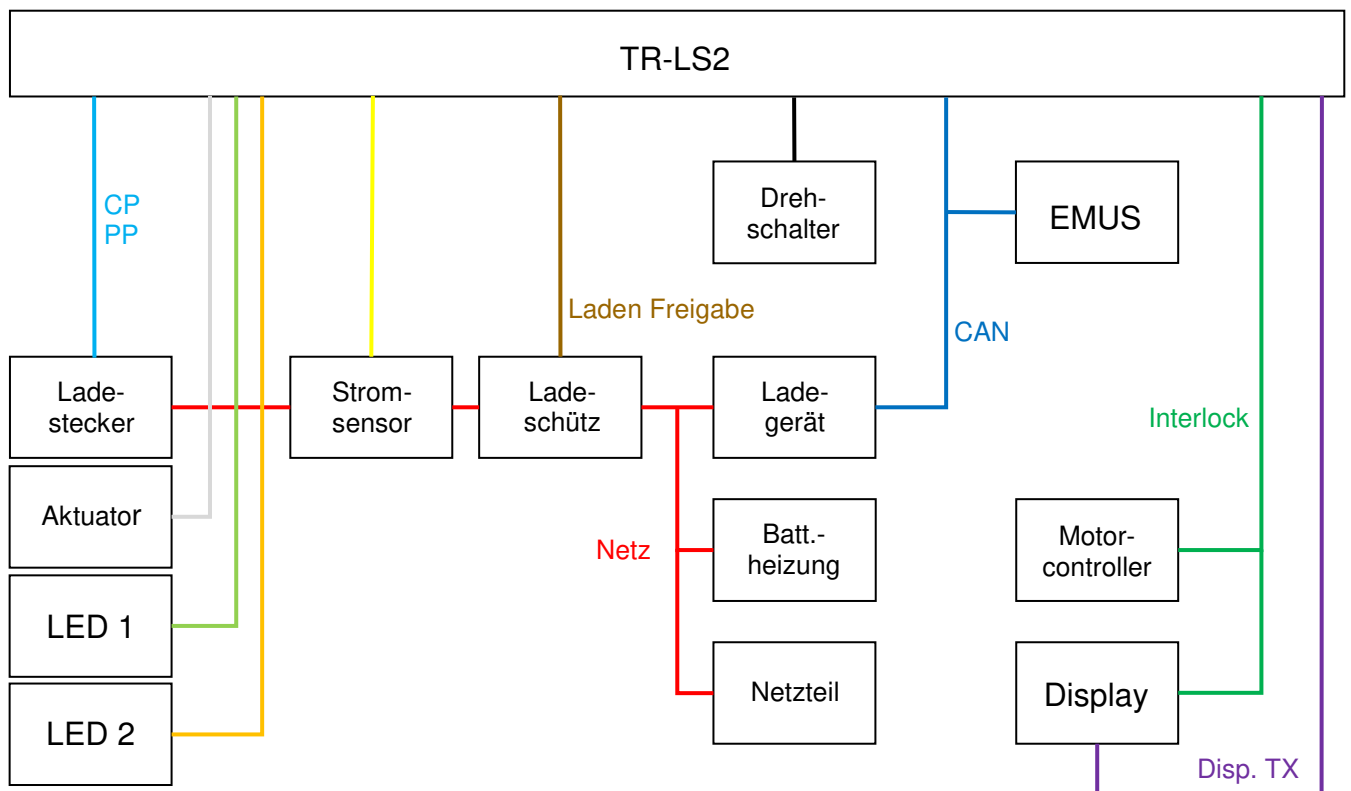 TR-LS2
CP
PP
Dreh-
schalter
EMUS
Laden Freigabe
CAN
Lade-
stecker
Strom-
sensor
Lade-
schütz
Lade-
gerät
Interlock
Aktuator
Netz
Batt.-
heizung
Motor-
controller
LED 1
Netzteil
Display
LED 2
Disp. TX